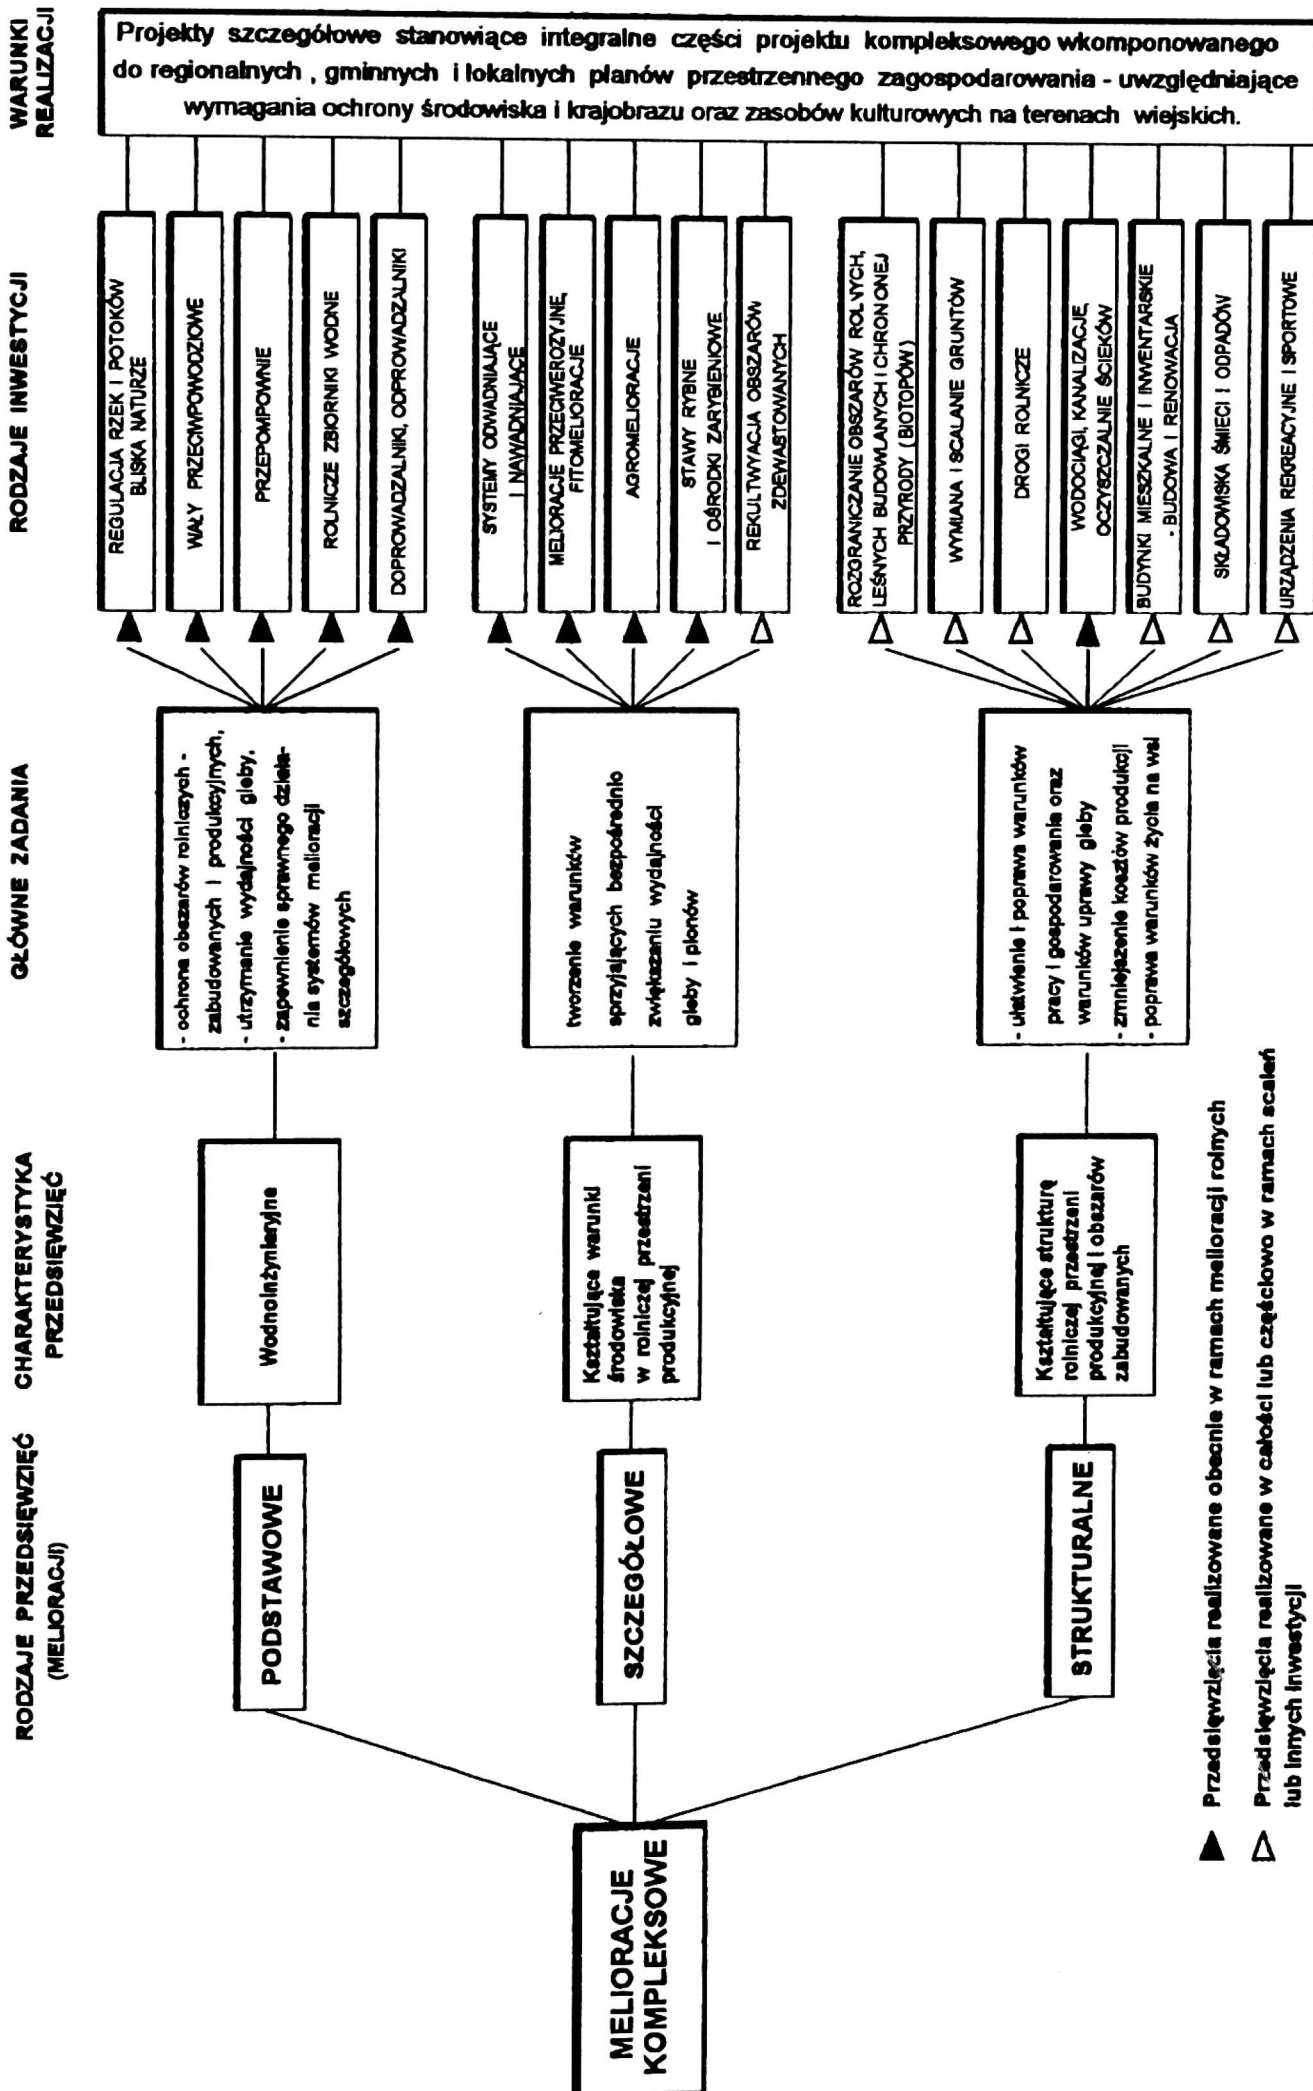 WARUNKI
REALIZACJI
Projekty szczegółowe stanowiące integralne części projektu kompleksowego wkomponowanego
do regionalnych , gminnych i lokalnych planów przestrzennego zagospodarowania - uwzględniające
wymagania ochrony środowiska i krajobrazu oraz zasobów kulturowych na terenach wiejskich.
RODZAJE INWESTYCJI
REGULACJA RZEK I POTOKÓW
BLISKA NATURZE
WAŁY PRZECIWPOWODZIOWE
PRZEPOMPOWNIE
ROLNICZE ZBIORNIKI WODNE
DOPROWADZALNIKI, ODPROWADZALNIKI
SYSTEMY ODWADNIAJĄCE
I NAWADNIAJĄCE
MELIORACJE PRZECIWEROZYJNE,
FITOMELIORACJE
AGROMELIORACJE
STAWY RYBNE
I OŚRODKI ZARYBIENIOWE
REKULTWYACJA OBSZARÓW
ZDEWASTOWANYCH
ROZGRANICZANIE OBSZARÓW ROLNYCH,
LEŚNYCH BUDOWLANYCH I CHRONIONEJ
PRZYRODY (BIOTOPÓW)
WYMIANA I SCALANIE GRUNTÓW
DROGI ROLNICZE
WODOCIĄGI, KANALIZACJE,
OCZYSZCZALNIE ŚCIEKÓW
BUDYNKI MIESZKALNE I INWENTARSKIE
- BUDOWA I RENOWACJA
SKŁADOWISKA ŚMIECI I ODPADÓW
URZĄDZENIA REKREACYJNE I SPORTOWE
GŁÓWNE ZADANIA
- ochrona obszarów rolniczych -
zabudowanych i produkcyjnych,
- utrzymanie wydajności gleby,
- zapewnienie sprawnego działa-
nia systemów melioracji
szczegółowych
tworzenie warunków
sprzyjających bezpośrednio
zwiększaniu wydajności
gleby i plonów
- ułatwienie i poprawa warunków
pracy i gospodarowania oraz
warunków uprawy gleby
- zmniejszenie kosztów produkcji
- poprawa warunków życia na wsi
CHARAKTERYSTYKA
PRZEDSIĘWZIĘĆ
Wodnoinżynieryjne
Kształtujące warunki
środowiska
w rolniczej przestrzeni
produkcyjnej
Kształtujące strukturę
rolniczej przestrzeni
produkcyjnej i obszarów
zabudowanych
RODZAJE PRZEDSIĘWZIĘĆ
(MELIORACJI)
PODSTAWOWE
SZCZEGÓŁOWE
STRUKTURALNE
MELIORACJE
KOMPLEKSOWE
Przedsięwzięcia realizowane obecnie w ramach melioracji rolnych
Przedsięwzięcia realizowane w całości lub częściowo w ramach scaleń
lub innych inwestycji